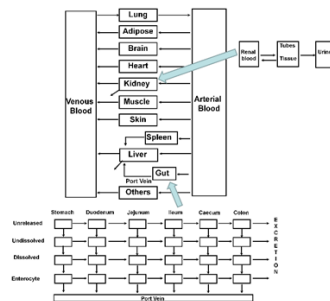 Lung
Adipose
Brain
Heart
Kidney
Muscle
Skin
Spleen
Liver
Gut
Port Vein
Others
Venous
Blood
Arterial
Blood
Renal
blood
Tubes
Tissue
Urine
Stomach Duodenum Jejunum Ileum Caecum Colon
Unreleased
Undissolved
Dissolved
Enterocyte
EXCRETION
Port Vein